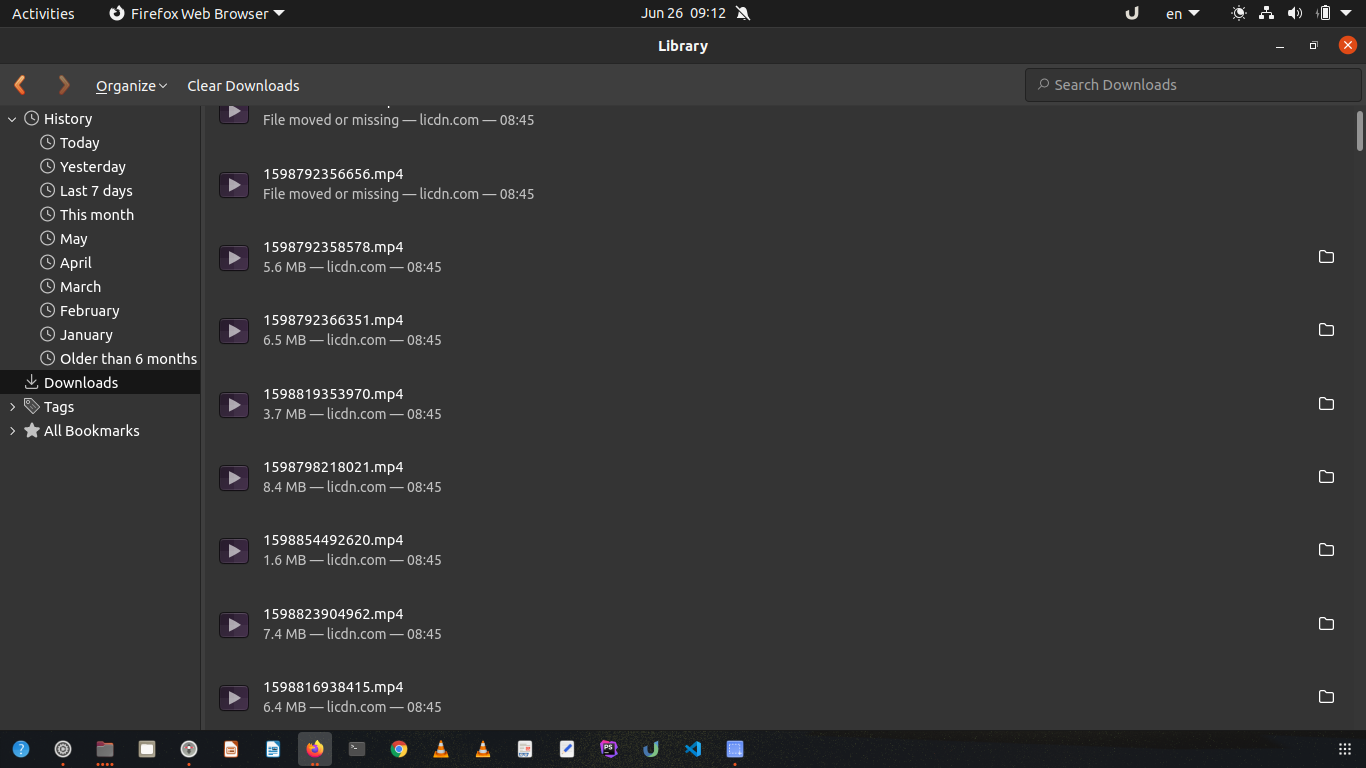 Activities
Firefox Web Browser
Jun 26 09:12
en
Library
Organize
Clear Downloads
Search Downloads
History
Today
Yesterday
Last 7 days
This month
May
April
March
February
January
Older than 6 months
Downloads
Tags
All Bookmarks
File moved or missing — licdn.com — 08:45
1598792356656.mp4
File moved or missing — licdn.com — 08:45
1598792358578.mp4
5.6 MB — licdn.com — 08:45
1598792366351.mp4
6.5 MB — licdn.com — 08:45
1598819353970.mp4
3.7 MB — licdn.com — 08:45
1598798218021.mp4
8.4 MB — licdn.com — 08:45
1598854492620.mp4
1.6 MB — licdn.com — 08:45
1598823904962.mp4
7.4 MB — licdn.com — 08:45
1598816938415.mp4
6.4 MB — licdn.com — 08:45